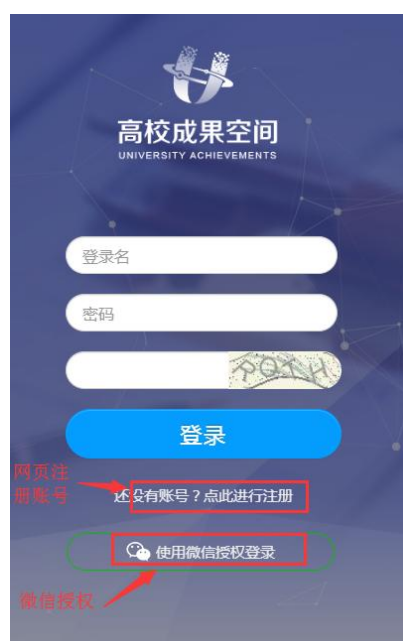 高校成果空间
UNIVERSITY ACHIEVEMENTS
登录名
密码
ROTH
登录
网页注
册账号
还没有账号？点此进行注册
使用微信授权登录
微信授权